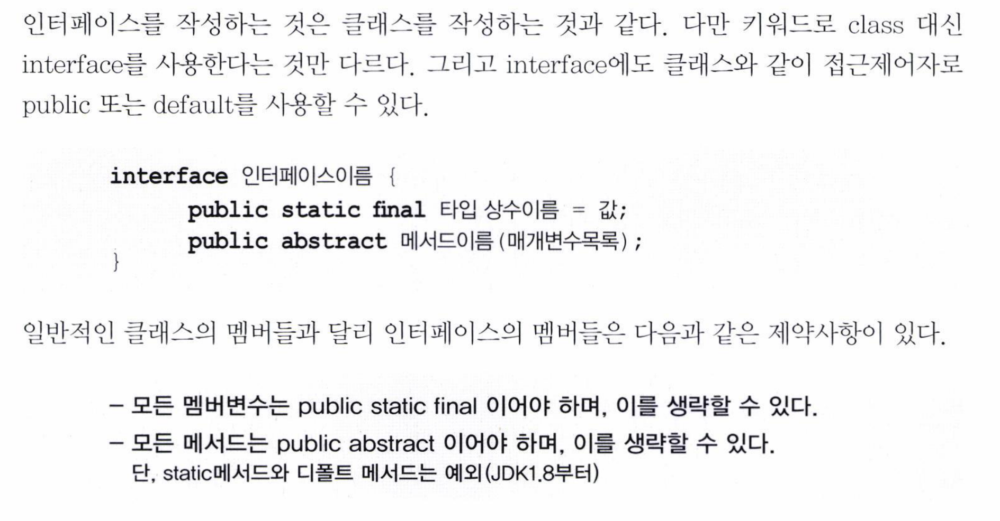 인터페이스를 작성하는 것은 클래스를 작성하는 것과 같다. 다만 키워드로 class 대신
interface를 사용한다는 것만 다르다. 그리고 interface에도 클래스와 같이 접근제어자로
public 또는 default를 사용할 수 있다.
interface 인터페이스이름 {
public static final 타입 상수이름 = 값;
public abstract 메서드이름(매개변수목록);
}
일반적인 클래스의 멤버들과 달리 인터페이스의 멤버들은 다음과 같은 제약사항이 있다.
– 모든 멤버변수는 public static final 이어야 하며, 이를 생략할 수 있다.
– 모든 메서드는 public abstract 이어야 하며, 이를 생략할 수 있다.
단, static메서드와 디폴트 메서드는 예외(JDK1.8부터)